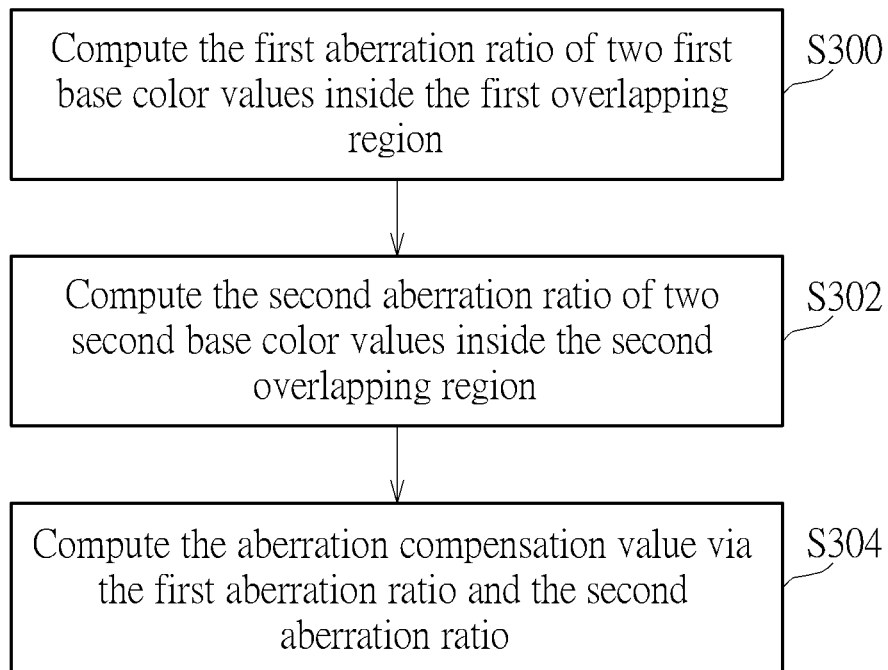 Compute the first aberration ratio of two first
base color values inside the first overlapping
region
S300
Compute the second aberration ratio of two
second base color values inside the second
overlapping region
S302
Compute the aberration compensation value via
the first aberration ratio and the second
aberration ratio
S304